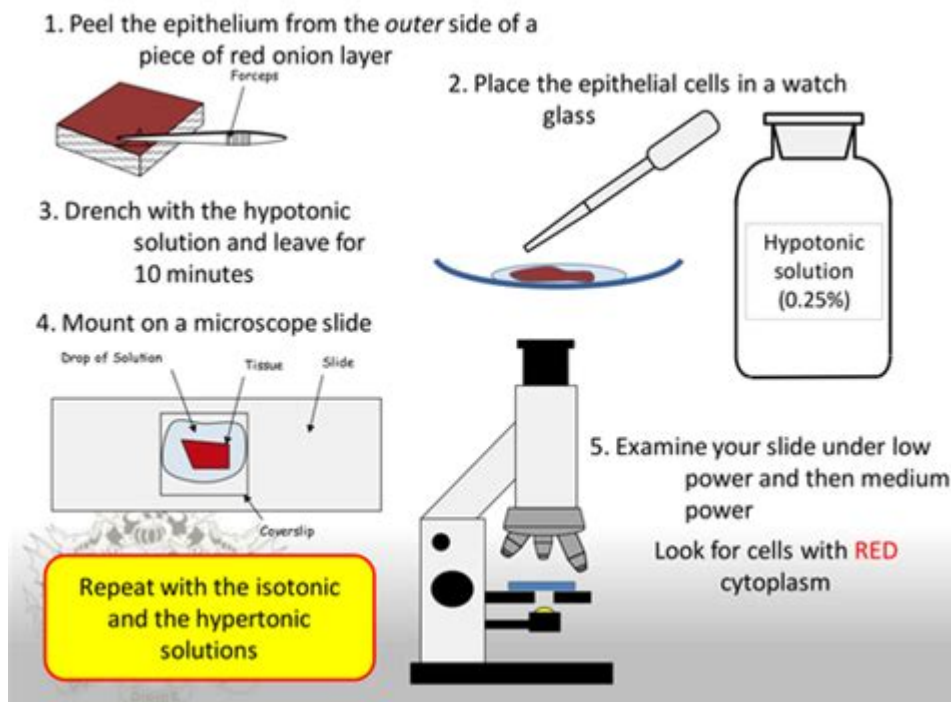 1. Peel the epithelium from the outer side of a
piece of red onion layer
Forceps
2. Place the epithelial cells in a watch
glass
3. Drench with the hypotonic
solution and leave for
10 minutes
Hypotonic
solution
(0.25%)
4. Mount on a microscope slide
Drop of Solution
Tissue
Slide
Coverslip
5. Examine your slide under low
power and then medium
power
Look for cells with RED
cytoplasm
Repeat with the isotonic
and the hypertonic
solutions